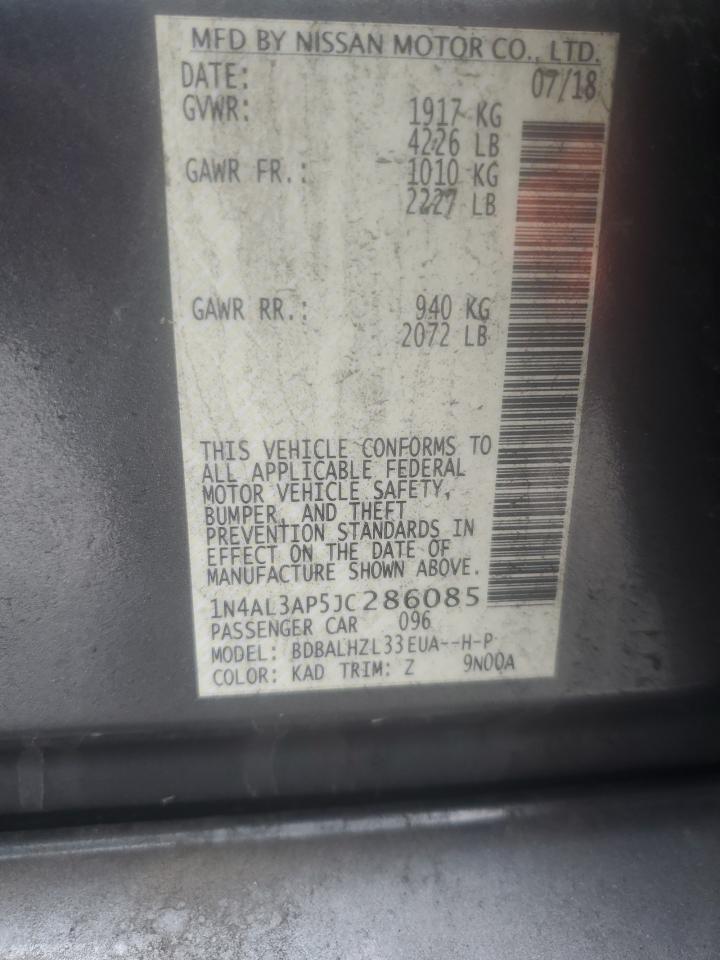 MFD BY NISSAN MOTOR CO., LTD.
DATE: 07/18
GVWR: 1917 KG
4226 LB
GAWR FR.: 1010 KG
2227 LB
GAWR RR.: 940 KG
2072 LB
THIS VEHICLE CONFORMS TO
ALL APPLICABLE FEDERAL
MOTOR VEHICLE SAFETY,
BUMPER, AND THEFT
PREVENTION STANDARDS IN
EFFECT ON THE DATE OF
MANUFACTURE SHOWN ABOVE.
1N4AL3AP5JC286085
PASSENGER CAR 096
MODEL: BDBALHZL33EUA--H-P
COLOR: KAD TRIM: Z 9N00A